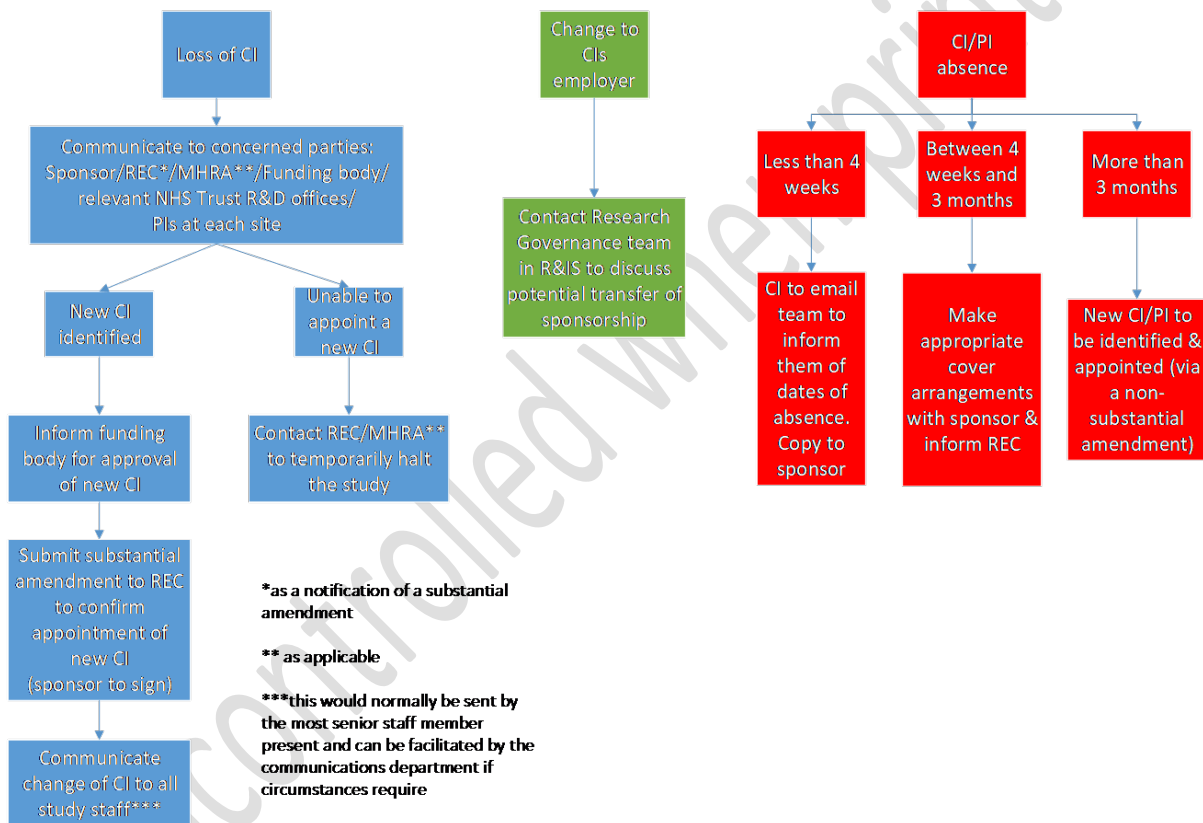 Loss of CI
Communicate to concerned parties:
Sponsor/REC*/MHRA**/Funding body/
relevant NHS Trust R&D offices/
PIs at each site
New CI
identified
Unable to
appoint a
new CI
Inform funding
body for approval
of new CI
Contact REC/MHRA**
to temporarily halt
the study
Submit substantial
amendment to REC
to confirm
appointment of
new CI
(sponsor to sign)
Communicate
change of CI to all
study staff***
Change to
CIs
employer
Contact Research
Governance team
in R&IS to discuss
potential transfer of
sponsorship
CI/PI
absence
Less than 4
weeks
Between 4
weeks and
3 months
More than
3 months
CI to email
team to
inform
them of
dates of
absence.
Copy to
sponsor
Make
appropriate
cover
arrangements
with sponsor &
inform REC
New CI/PI to
be identified &
appointed (via
a non-
substantial
amendment)
*as a notification of a substantial
amendment
** as applicable
***this would normally be sent by
the most senior staff member
present and can be facilitated by the
communications department if
circumstances require
controlled when prin